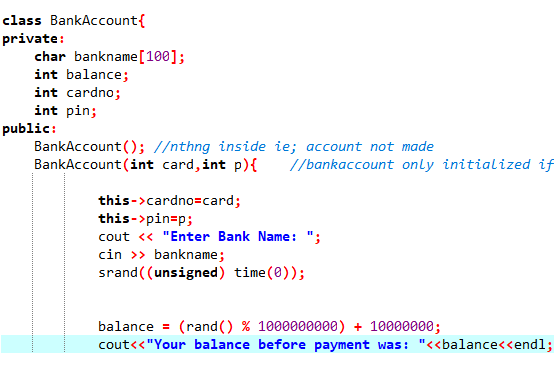 class BankAccount{
private:
char bankname[100];
int balance;
int cardno;
int pin;
public:
BankAccount(); //nthng inside ie; account not made
BankAccount(int card,int p){ //bankaccount only initialized if
this->cardno=card;
this->pin=p;
cout << "Enter Bank Name: ";
cin >> bankname;
srand((unsigned) time(0));
balance = (rand() % 1000000000) + 10000000;
cout<<"Your balance before payment was: "<<balance<<endl;